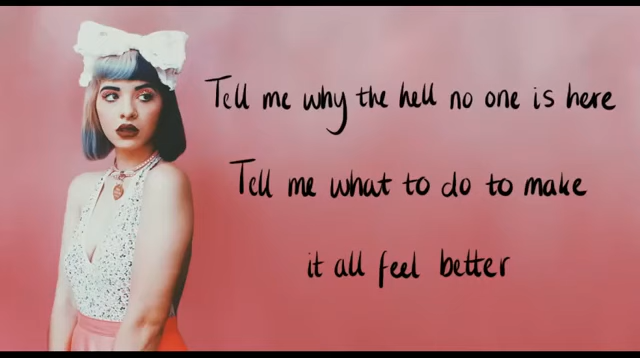 Tell me why the hell no one is here
Tell me what to do to make
it all feel better